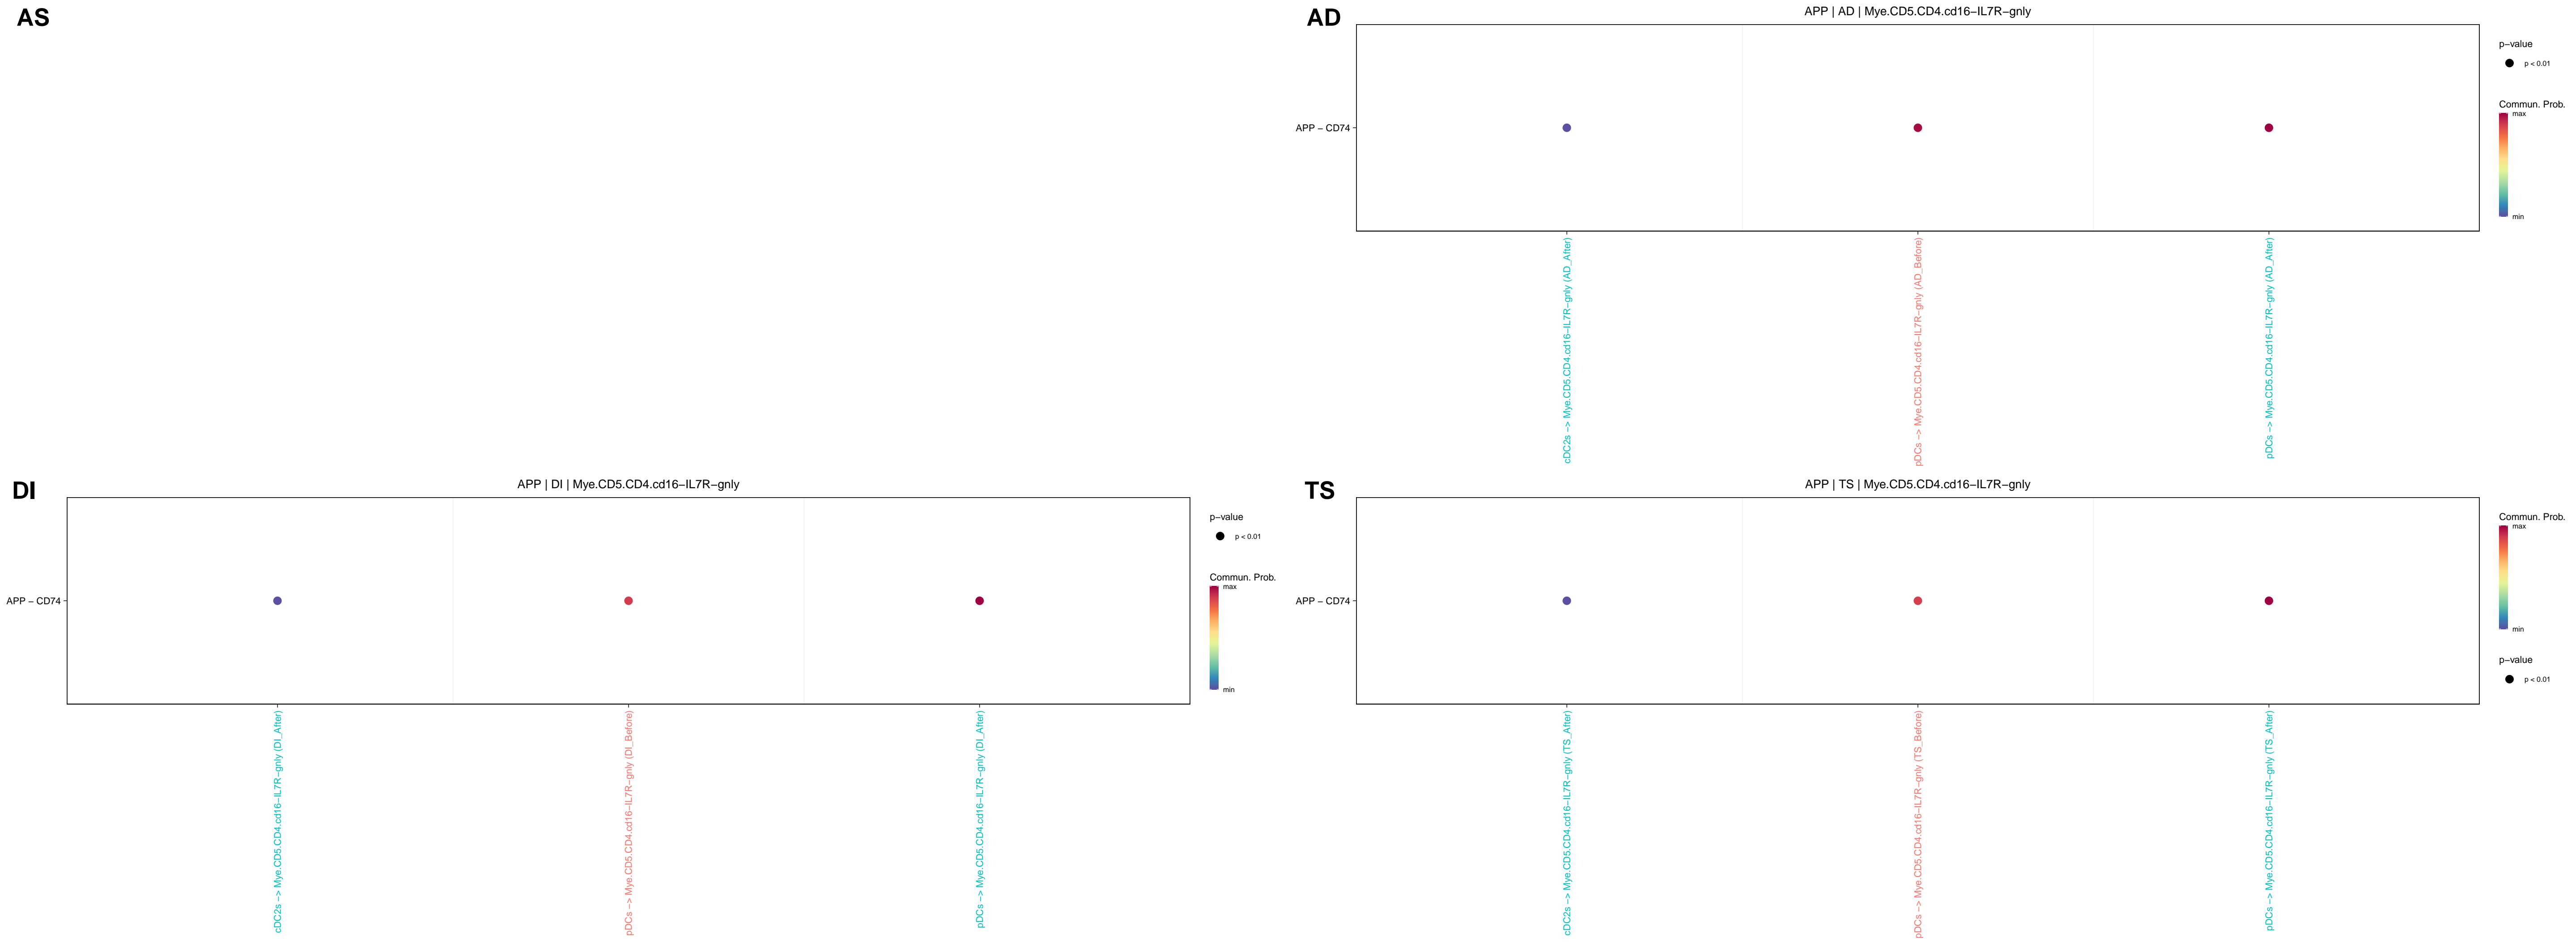 AS
AD
APP | AD | Mye.CD5.CD4.cd16−IL7R−gnly
APP − CD74
cDC2s −> Mye.CD5.CD4.cd16−IL7R−gnly (AD_After)
pDCs −> Mye.CD5.CD4.cd16−IL7R−gnly (AD_Before)
pDCs −> Mye.CD5.CD4.cd16−IL7R−gnly (AD_After)
p−value
p < 0.01
Commun. Prob.
max
min
DI
APP | DI | Mye.CD5.CD4.cd16−IL7R−gnly
APP − CD74
cDC2s −> Mye.CD5.CD4.cd16−IL7R−gnly (DI_After)
pDCs −> Mye.CD5.CD4.cd16−IL7R−gnly (DI_Before)
pDCs −> Mye.CD5.CD4.cd16−IL7R−gnly (DI_After)
p−value
p < 0.01
Commun. Prob.
max
min
TS
APP | TS | Mye.CD5.CD4.cd16−IL7R−gnly
APP − CD74
cDC2s −> Mye.CD5.CD4.cd16−IL7R−gnly (TS_After)
pDCs −> Mye.CD5.CD4.cd16−IL7R−gnly (TS_Before)
pDCs −> Mye.CD5.CD4.cd16−IL7R−gnly (TS_After)
Commun. Prob.
max
min
p−value
p < 0.01